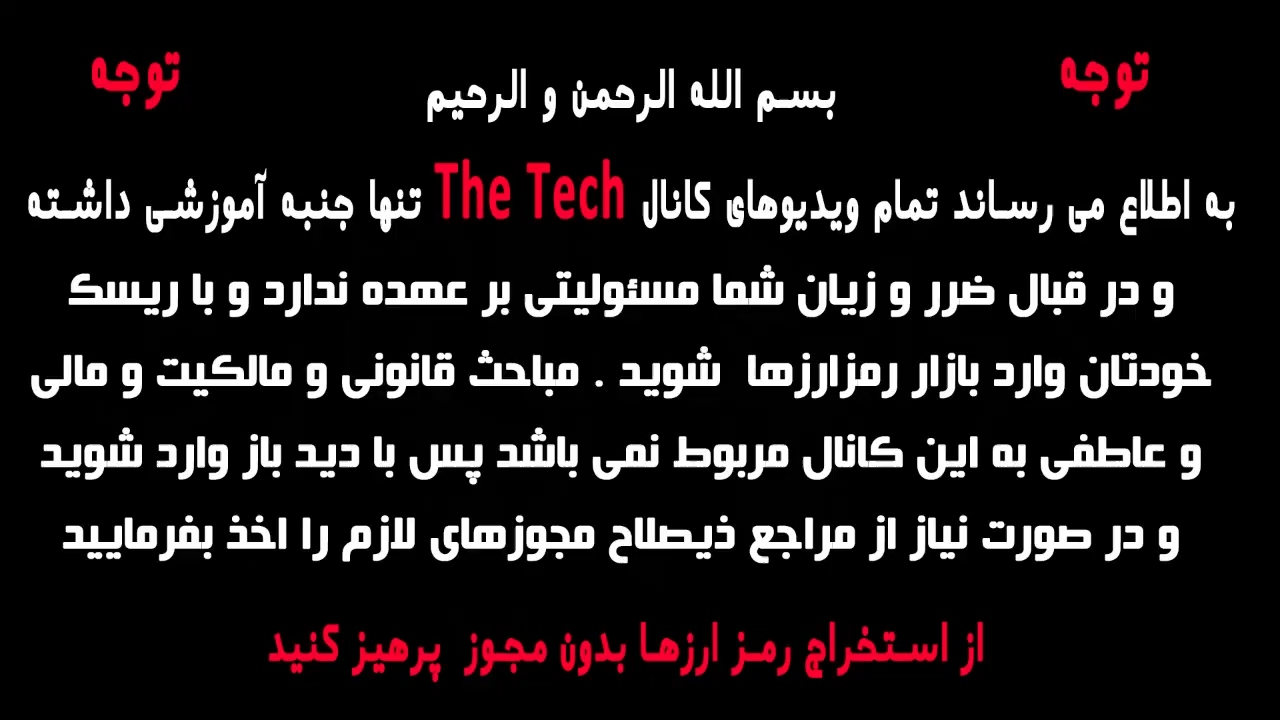 توجه
بسم الله الرحمن و الرحیم
توجه
به اطلاع می رساند تمام ویدیوهای کانال The Tech تنها جنبه آموزشی داشته
و در قبال ضرر و زیان شما مسئولیتی بر عهده ندارد و با ریسک
خودتان وارد بازار رمزارزها شوید . مباحث قانونی و مالکیت و مالی
و عاطفی به این کانال مربوط نمی باشد پس با دید باز وارد شوید
و در صورت نیاز از مراجع ذیصلاح مجوزهای لازم را اخذ بفرمایید
از استخراج رمز ارزها بدون مجوز پرهیز کنید